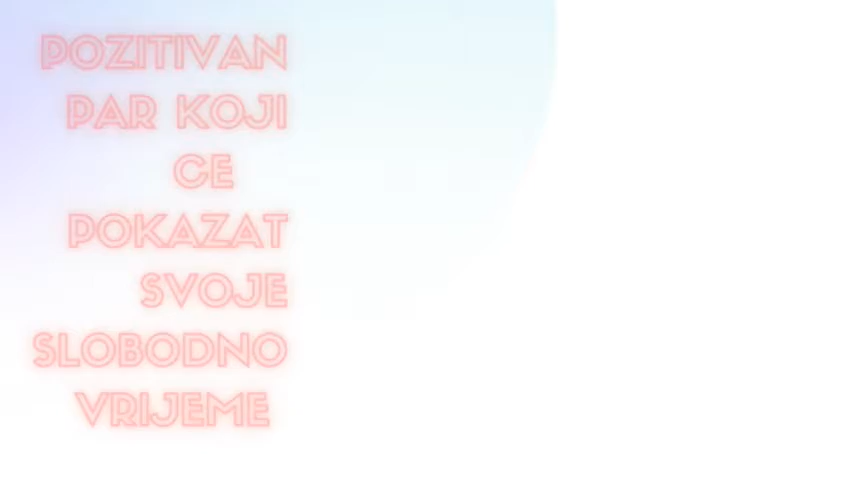 POZITIVAN
PAR KOJI
CE
POKAZAT
SVOJE
SLOBODNO
VRIJEME